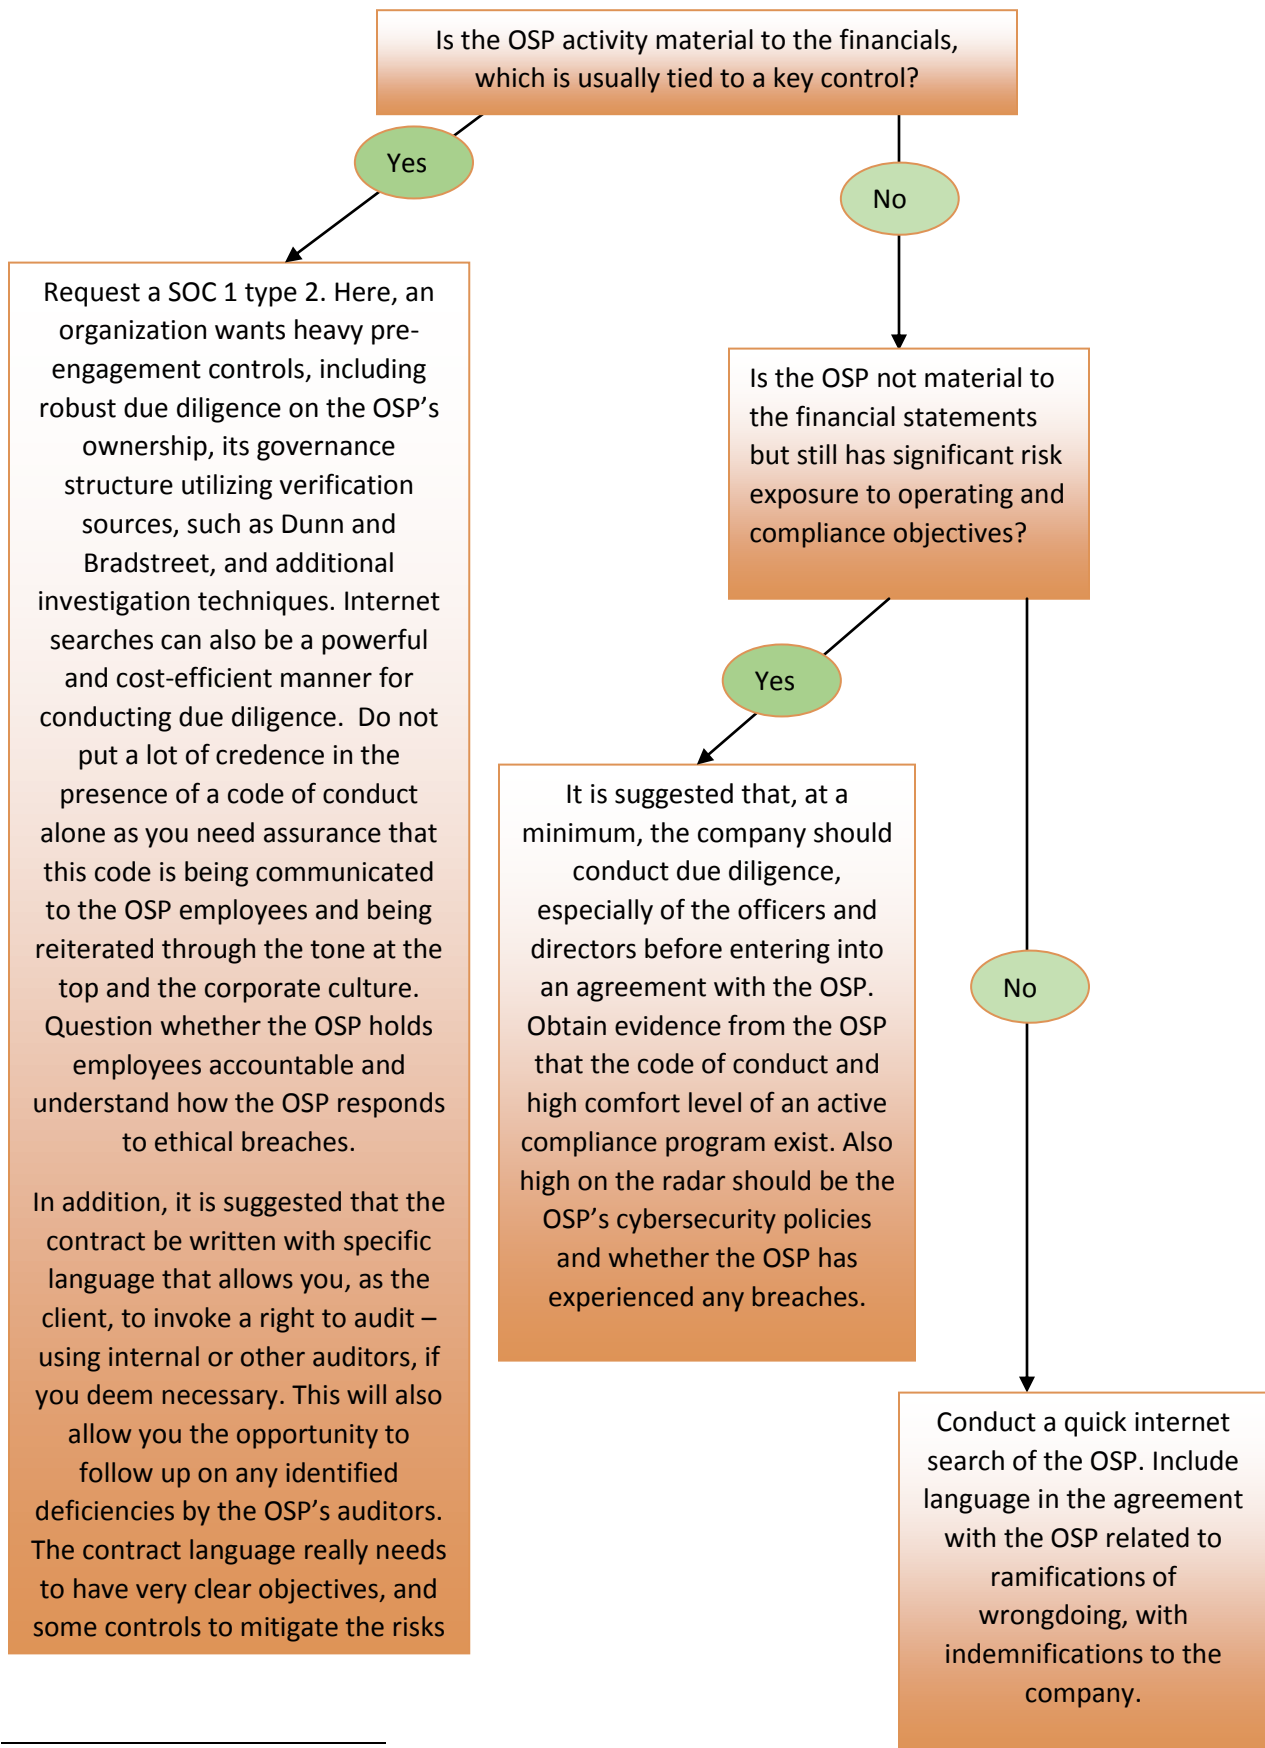 Is the OSP activity material to the financials,
which is usually tied to a key control?
Yes
No
Request a SOC 1 type 2. Here, an
organization wants heavy pre-
engagement controls, including
robust due diligence on the OSP’s
ownership, its governance
structure utilizing verification
sources, such as Dunn and
Bradstreet, and additional
investigation techniques. Internet
searches can also be a powerful
and cost-efficient manner for
conducting due diligence.  Do not
put a lot of credence in the
presence of a code of conduct
alone as you need assurance that
this code is being communicated
to the OSP employees and being
reiterated through the tone at the
top and the corporate culture.
Question whether the OSP holds
employees accountable and
understand how the OSP responds
to ethical breaches.
In addition, it is suggested that the
contract be written with specific
language that allows you, as the
client, to invoke a right to audit –
using internal or other auditors, if
you deem necessary. This will also
allow you the opportunity to
follow up on any identified
deficiencies by the OSP’s auditors.
The contract language really needs
to have very clear objectives, and
some controls to mitigate the risks
Is the OSP not material to
the financial statements
but still has significant risk
exposure to operating and
compliance objectives?
Yes
It is suggested that, at a
minimum, the company should
conduct due diligence,
especially of the officers and
directors before entering into
an agreement with the OSP.
Obtain evidence from the OSP
that the code of conduct and
high comfort level of an active
compliance program exist. Also
high on the radar should be the
OSP’s cybersecurity policies
and whether the OSP has
experienced any breaches.
No
Conduct a quick internet
search of the OSP. Include
language in the agreement
with the OSP related to
ramifications of
wrongdoing, with
indemnifications to the
company.